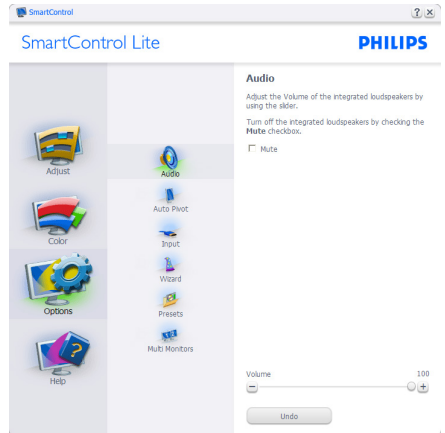 SmartControl
SmartControl Lite
PHILIPS
Adjust
Color
Options
Help
Audio
Auto Pivot
Input
Wizard
Presets
Multi Monitors
Audio
Adjust the Volume of the integrated loudspeakers by
using the slider.
Turn off the integrated loudspeakers by checking the
Mute checkbox.
Mute
Volume 100
Undo